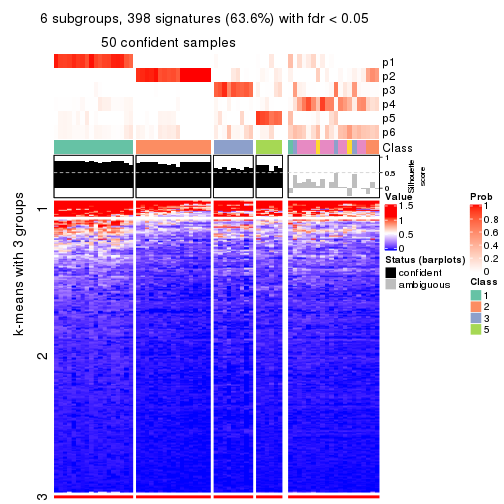 6 subgroups, 398 signatures (63.6%) with fdr < 0.05
50 confident samples
p1
p2
p3
p4
p5
p6
Class
1
0.5
0
Silhouette
score
k-means with 3 groups
1
2
3
Value
1.5
1
0.5
0
Status (barplots)
confident
ambiguous
Prob
1
0.8
0.6
0.4
0.2
0
Class
1
2
3
5